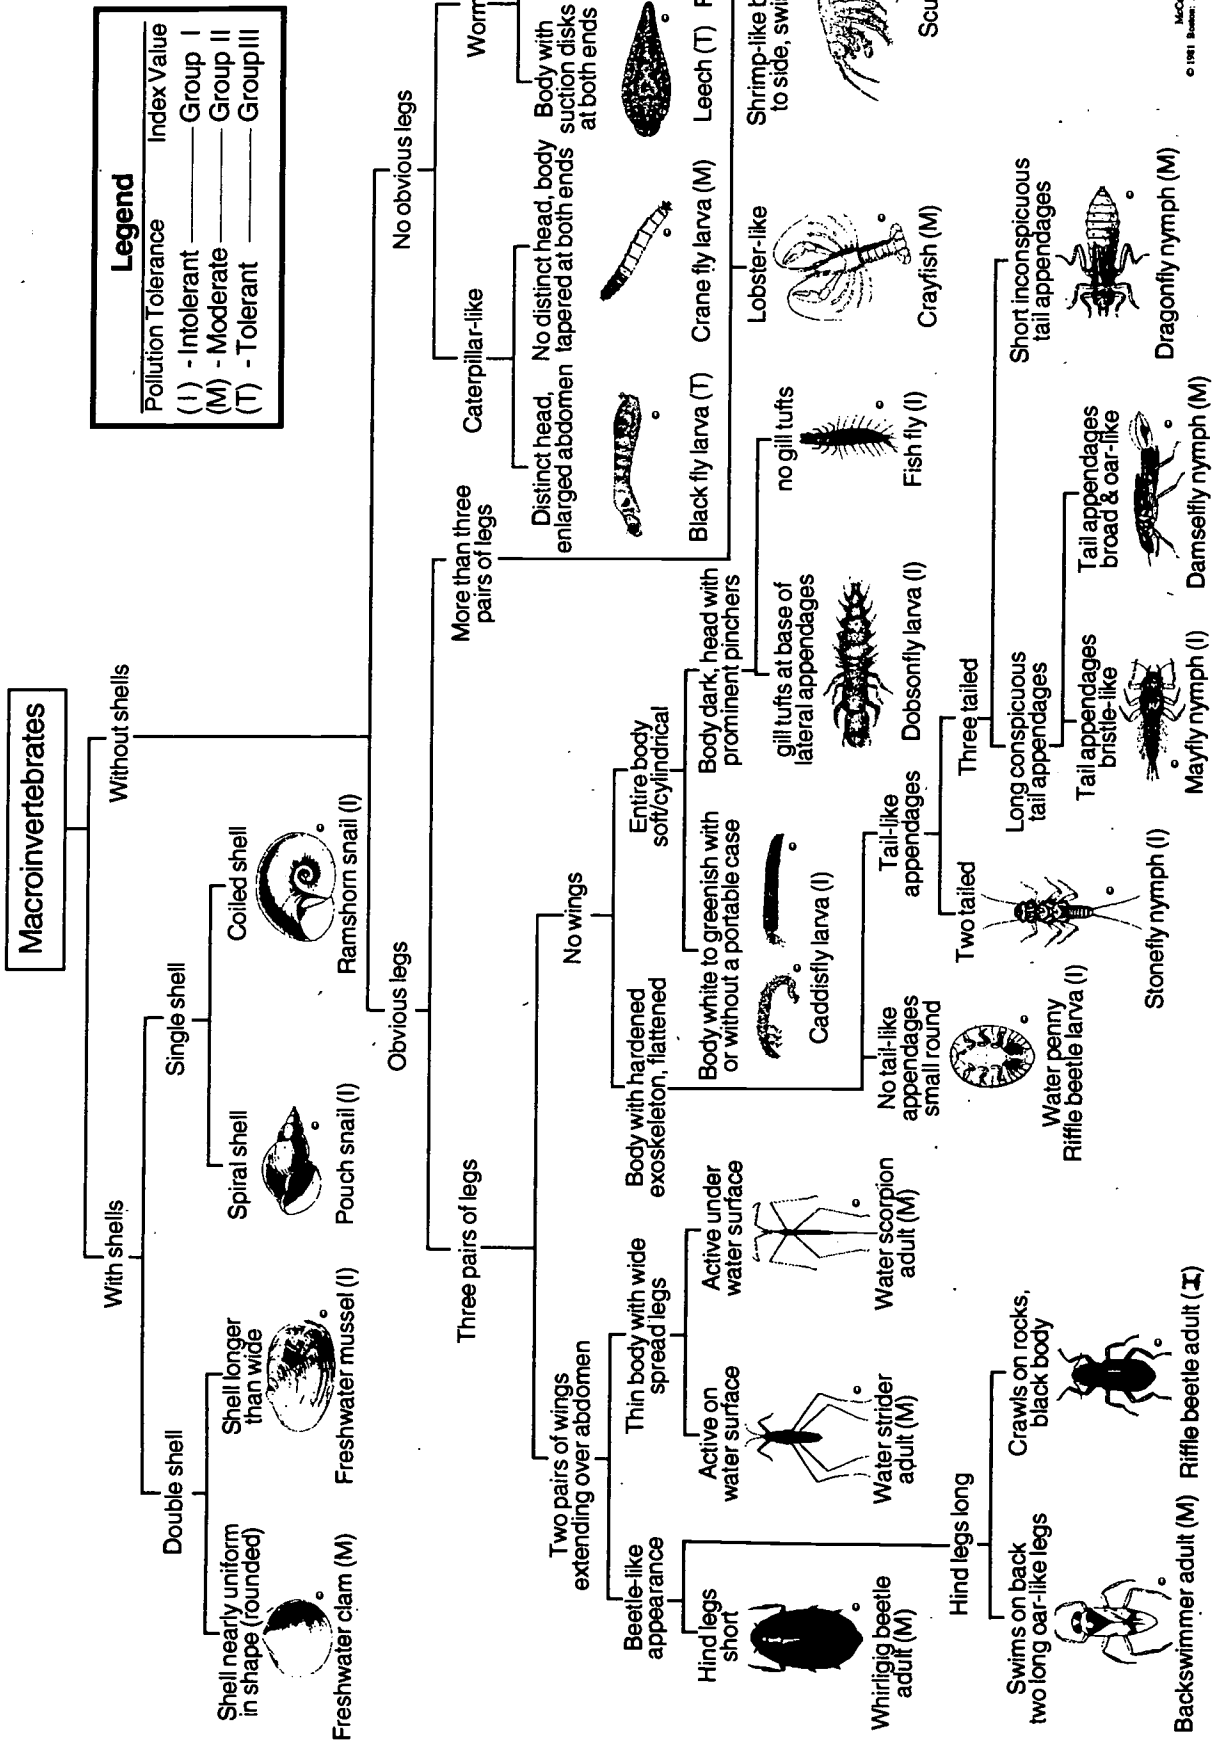 Macroinvertebrates
Legend
Pollution Tolerance Index Value
(I) - Intolerant Group I
(M) - Moderate Group II
(T) - Tolerant Group III
With shells
Without shells
Double shell
Single shell
Shell nearly uniform
in shape (rounded)
Shell longer
than wide
Spiral shell
Coiled shell
Freshwater clam (M)
Freshwater mussel (I)
Pouch snail (I)
Ramshorn snail (I)
Obvious legs
No obvious legs
Three pairs of legs
More than three
pairs of legs
Caterpillar-like
Worm
Distinct head,
enlarged abdomen
No distinct head, body
tapered at both ends
Body with
suction disks
at both ends
Black fly larva (T)
Crane fly larva (M)
Leech (T)
Two pairs of wings
extending over abdomen
No wings
Beetle-like
appearance
Thin body with wide
spread legs
Body with hardened
exoskeleton, flattened
Entire body
soft/cylindrical
Hind legs
short
Active on
water surface
Active under
water surface
Body white to greenish with
or without a portable case
Body dark, head with
prominent pinchers
Lobster-like
Shrimp-like b
to side, swi
gill tufts at base of
lateral appendages
no gill tufts
Whirligig beetle
adult (M)
Water strider
adult (M)
Water scorpion
adult (M)
Caddisfly larva (I)
Dobsonfly larva (I)
Fish fly (I)
Crayfish (M)
Scu
No tail-like
appendages
small round
Tail-like
appendages
Hind legs long
Two tailed
Three tailed
Swims on back
two long oar-like legs
Crawls on rocks,
black body
Water penny
Riffle beetle larva (I)
Long conspicuous
tail appendages
Short inconspicuous
tail appendages
Tail appendages
bristle-like
Tail appendages
broad & oar-like
Backswimmer adult (M)
Riffle beetle adult (I)
Stonefly nymph (I)
Mayfly nymph (I)
Damselfly nymph (M)
Dragonfly nymph (M)
McC
© 1981 Boston: